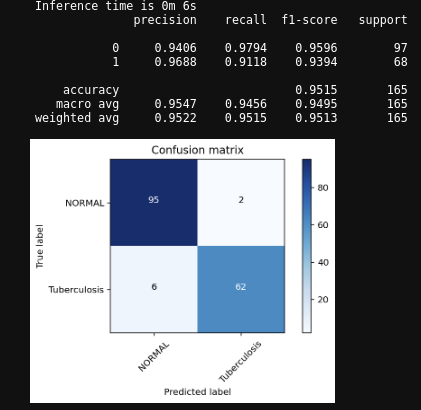 Inference time is 0m 6s
precision recall f1-score support
0 0.9406 0.9794 0.9596 97
1 0.9688 0.9118 0.9394 68
accuracy 0.9515 165
macro avg 0.9547 0.9456 0.9495 165
weighted avg 0.9522 0.9515 0.9513 165
Confusion matrix
NORMAL 95 2
Tuberculosis 6 62
True label
80
60
40
20
NORMAL Tuberculosis
Predicted label